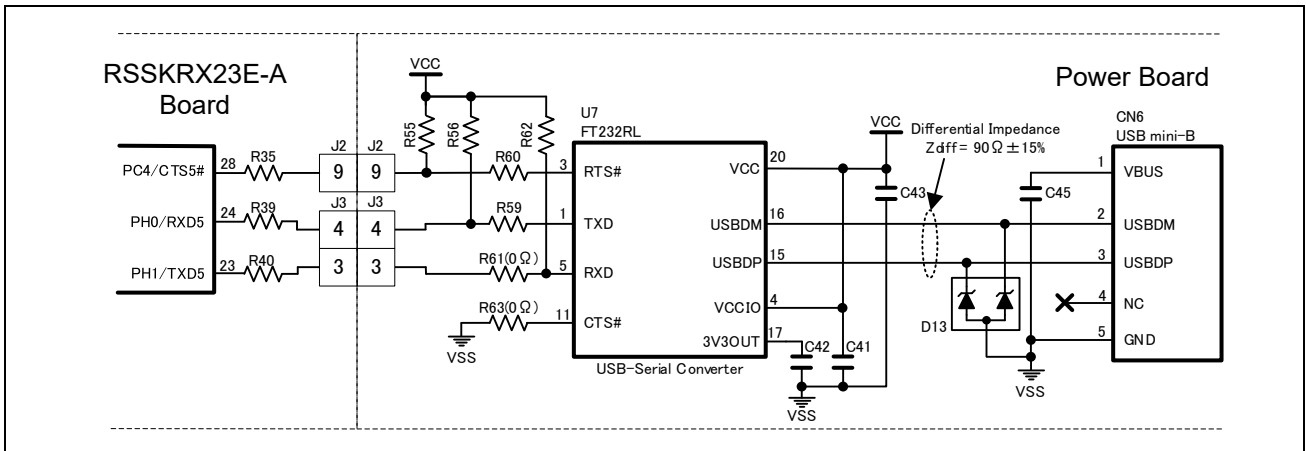 RSSKRX23E-A
Board
Power Board
VCC
R55
R56
R62
U7
FT232RL
VCC
Differential Impedance
Zdiff = 90Ω±15%
CN6
USB mini-B
PC4/CTS5#
28
R35
J2
J2
9
9
R60
3
RTS#
VCC
20
C43
C45
1
VBUS
PH0/RXD5
24
R39
J3
J3
4
4
R59
1
TXD
USBDM
16
2
USBDM
PH1/TXD5
23
R40
3
3
R61(0Ω)
5
RXD
USBDP
15
3
USBDP
R63(0Ω)
11
CTS#
VSS
VCCIO
4
D13
4
NC
3V3OUT
17
C42
C41
5
GND
USB-Serial Converter
VSS
VSS